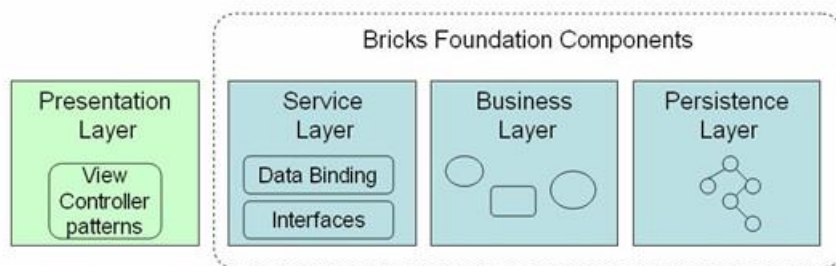 Bricks Foundation Components
Presentation
Layer
View
Controller
patterns
Service
Layer
Data Binding
Interfaces
Business
Layer
Persistence
Layer